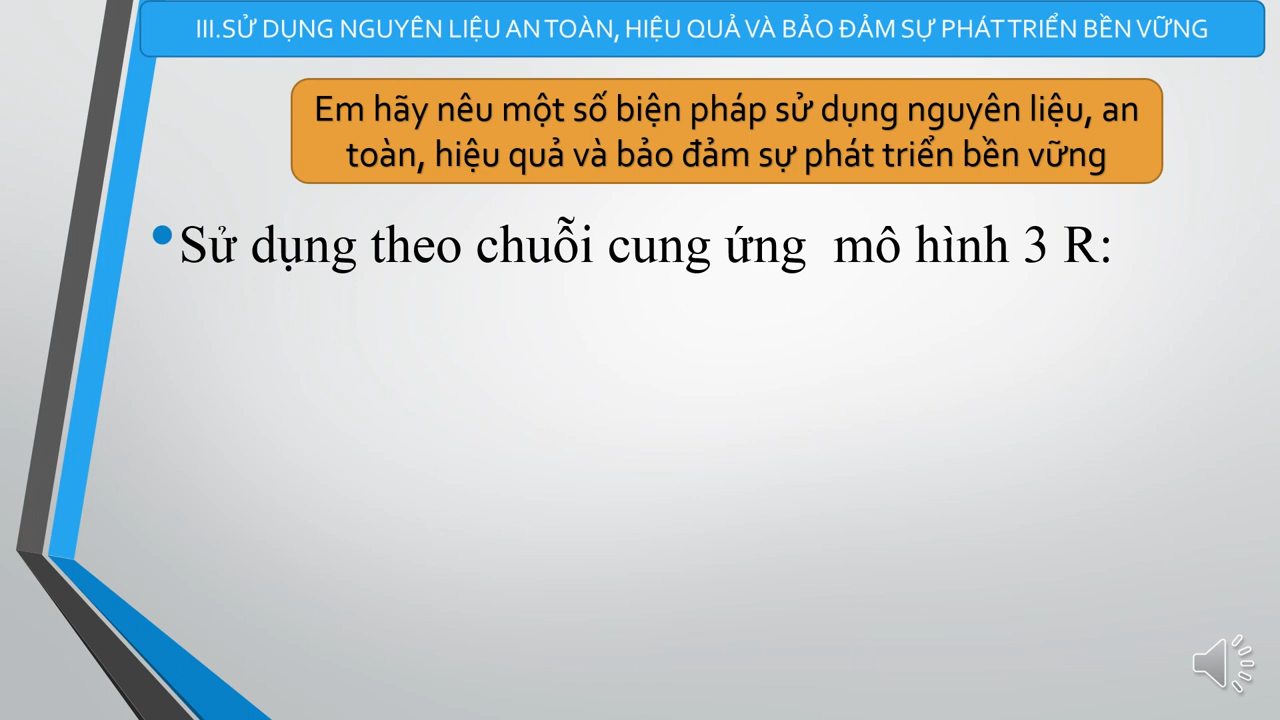 III.SỬ DỤNG NGUYÊN LIỆU AN TOÀN, HIỆU QUẢ VÀ BẢO ĐẢM SỰ PHÁT TRIỂN BỀN VỮNG
Em hãy nêu một số biện pháp sử dụng nguyên liệu, an
toàn, hiệu quả và bảo đảm sự phát triển bền vững
•Sử dụng theo chuỗi cung ứng  mô hình 3 R: